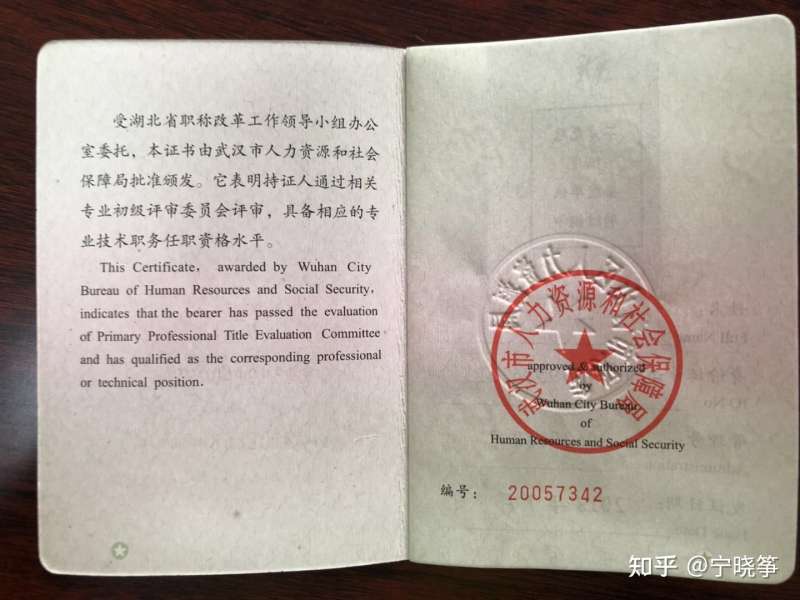 受湖北省职称改革工作领导小组办公
室委托，本证书由武汉市人力资源和社会
保障局批准颁发。它表明持证人通过相关
专业初级评审委员会评审，具备相应的专
业技术职务任职资格水平。
This Certificate, awarded by Wuhan City
Bureau of Human Resources and Social Security,
indicates that the bearer has passed the evaluation
of Primary Professional Title Evaluation Committee
and has qualified as the corresponding professional
or technical position.
武汉市人力资源和社会保障局
approved & authorized
by
Wuhan City Bureau
of
Human Resources and Social Security
编号：20057342
知乎 @宁晓筝